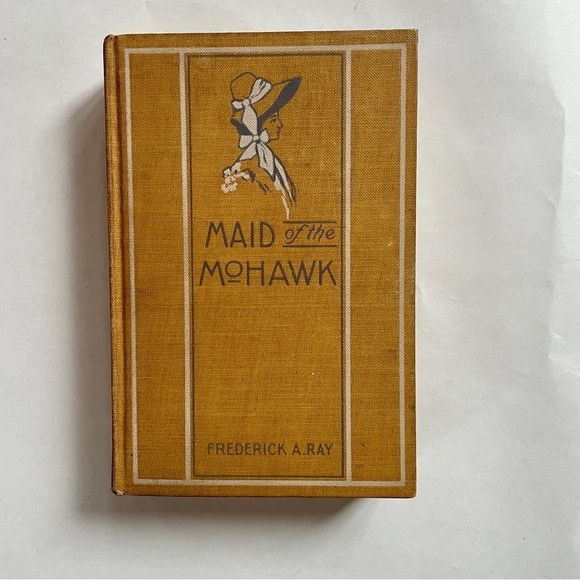 MAID of the
MOHAWK
FREDERICK A. RAY